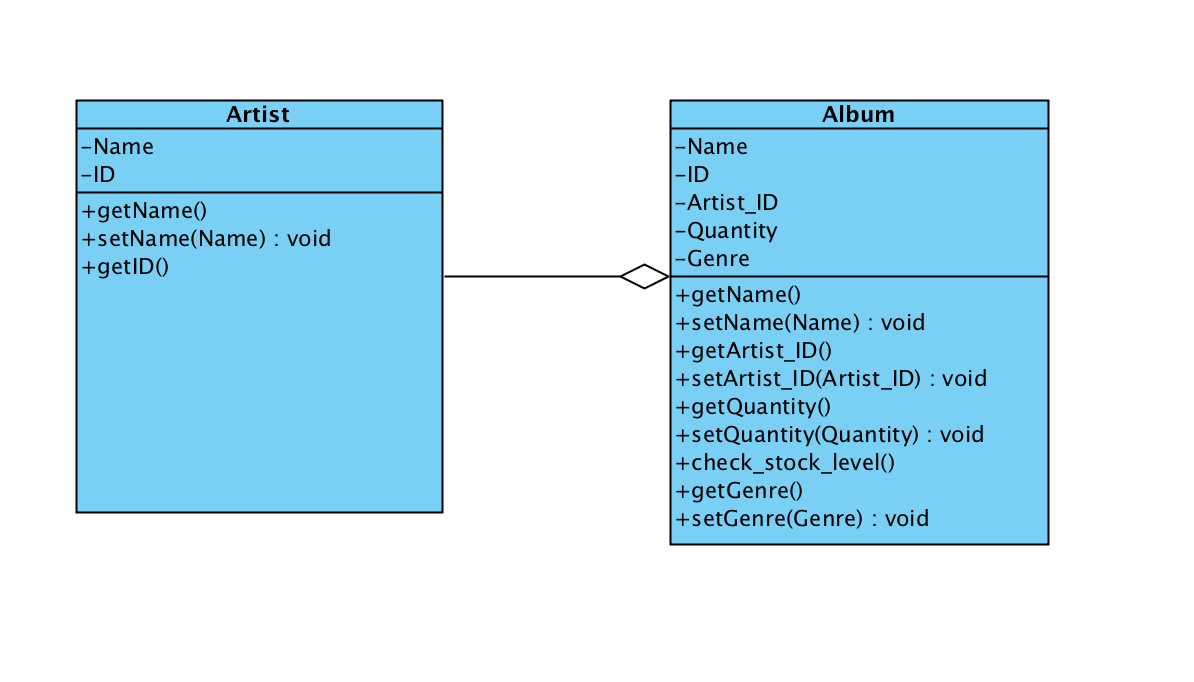 Artist
-Name
-ID
+getName()
+setName(Name) : void
+getID()
Album
-Name
-ID
-Artist_ID
-Quantity
-Genre
+getName()
+setName(Name) : void
+getArtist_ID()
+setArtist_ID(Artist_ID) : void
+getQuantity()
+setQuantity(Quantity) : void
+check_stock_level()
+getGenre()
+setGenre(Genre) : void